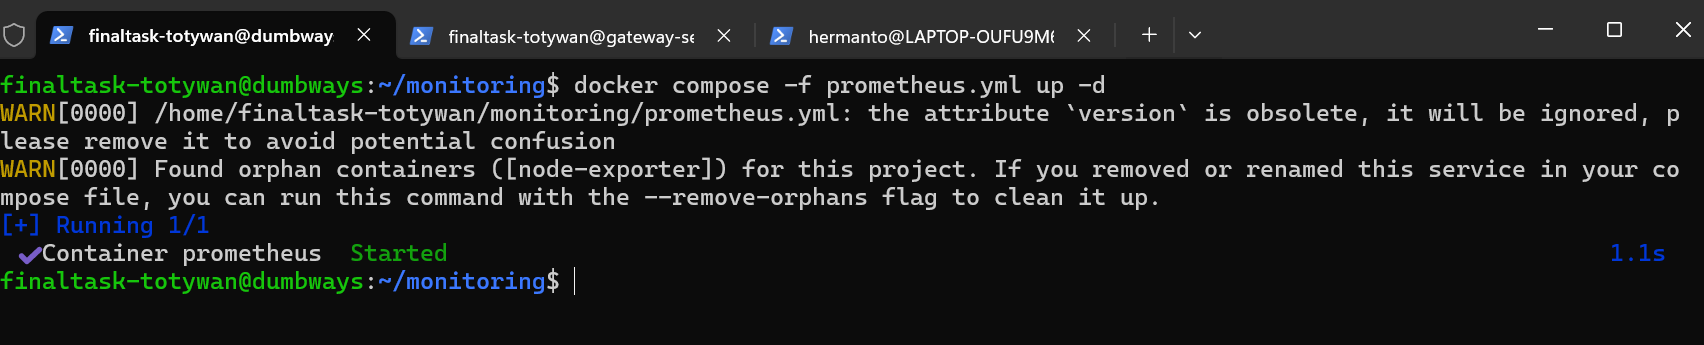 finaltask-totywan@dumbway
finaltask-totywan@gateway-se
hermanto@LAPTOP-OUFU9M6
finaltask-totywan@dumbways:~/monitoring$ docker compose -f prometheus.yml up -d
WARN[0000] /home/finaltask-totywan/monitoring/prometheus.yml: the attribute `version` is obsolete, it will be ignored, p
lease remove it to avoid potential confusion
WARN[0000] Found orphan containers ([node-exporter]) for this project. If you removed or renamed this service in your co
mpose file, you can run this command with the --remove-orphans flag to clean it up.
[+] Running 1/1
✔Container prometheus  Started 1.1s
finaltask-totywan@dumbways:~/monitoring$